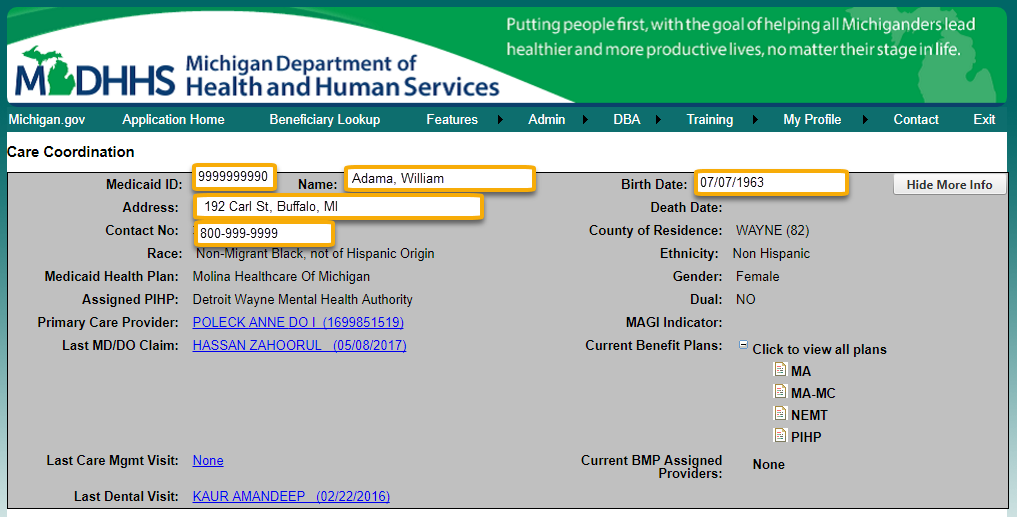 Putting people first, with the goal of helping all Michiganders lead
healthier and more productive lives, no matter their stage in life.
MDHHS Michigan Department of
Health and Human Services
Michigan.gov Application Home Beneficiary Lookup Features Admin DBA Training My Profile Contact Exit
Care Coordination
Medicaid ID: 9999999990 Name: Adama, William Birth Date: 07/07/1963 Hide More Info
Address: 192 Carl St, Buffalo, MI Death Date:
Contact No: 800-999-9999 County of Residence: WAYNE (82)
Race: Non-Migrant Black, not of Hispanic Origin Ethnicity: Non Hispanic
Medicaid Health Plan: Molina Healthcare Of Michigan Gender: Female
Assigned PIHP: Detroit Wayne Mental Health Authority Dual: NO
Primary Care Provider: POLECK ANNE DO I (1699851519) MAGI Indicator:
Last MD/DO Claim: HASSAN ZAHOORUL (05/08/2017) Current Benefit Plans: Click to view all plans
MA
MA-MC
NEMT
PIHP
Last Care Mgmt Visit: None Current BMP Assigned Providers: None
Last Dental Visit: KAUR AMANDEEP (02/22/2016)